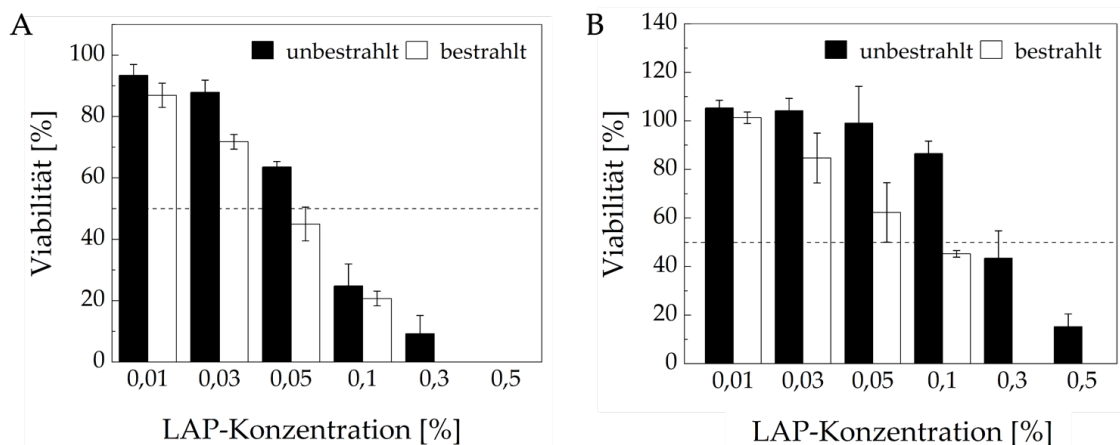 A
unbestrahlt bestrahlt
Viabilität [%]
100
80
60
40
20
0
0,01 0,03 0,05 0,1 0,3 0,5
LAP-Konzentration [%]
B
unbestrahlt bestrahlt
Viabilität [%]
140
120
100
80
60
40
20
0
0,01 0,03 0,05 0,1 0,3 0,5
LAP-Konzentration [%]